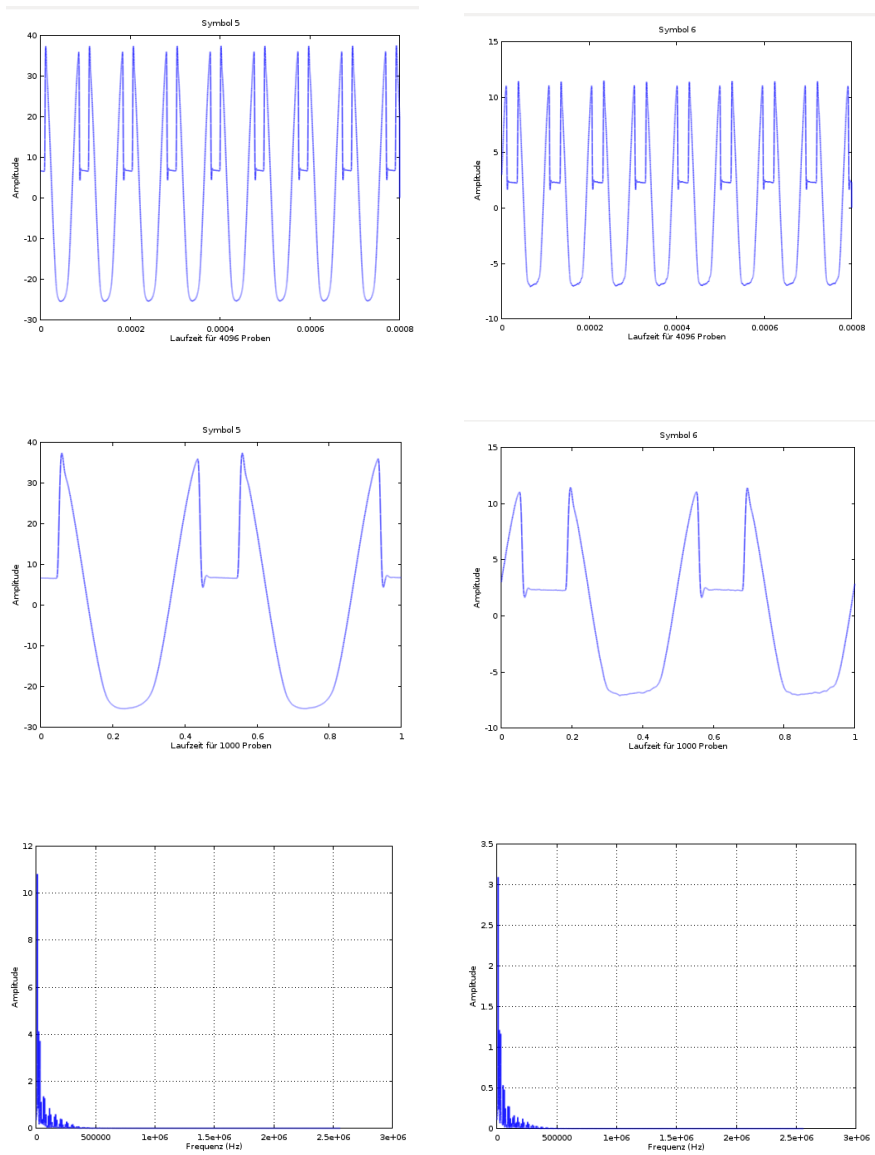 Symbol 5
40
30
20
10
0
-10
-20
-30
Amplitude
0
0.0002
0.0004
0.0006
0.0008
Laufzeit für 4096 Proben
Symbol 6
15
10
5
0
-5
-10
Amplitude
0
0.0002
0.0004
0.0006
0.0008
Laufzeit für 4096 Proben
Symbol 5
40
30
20
10
0
-10
-20
-30
Amplitude
0
0.2
0.4
0.6
0.8
1
Laufzeit für 1000 Proben
Symbol 6
15
10
5
0
-5
-10
Amplitude
0
0.2
0.4
0.6
0.8
1
Laufzeit für 1000 Proben
12
10
8
6
4
2
0
Amplitude
0
500000
1e+06
1.5e+06
2e+06
2.5e+06
3e+06
Frequenz (Hz)
3.5
3
2.5
2
1.5
1
0.5
0
Amplitude
0
500000
1e+06
1.5e+06
2e+06
2.5e+06
3e+06
Frequenz (Hz)